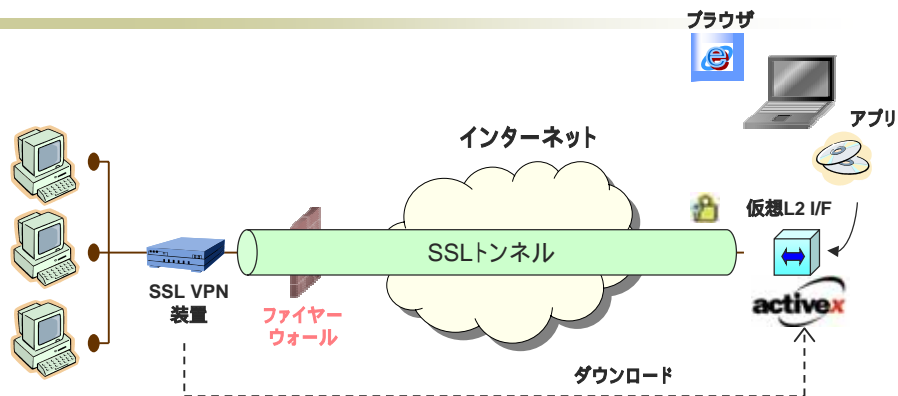 ブラウザ
アプリ
インターネット
仮想L2 I/F
SSLトンネル
SSL VPN
装置
ファイヤー
ウォール
activex
ダウンロード